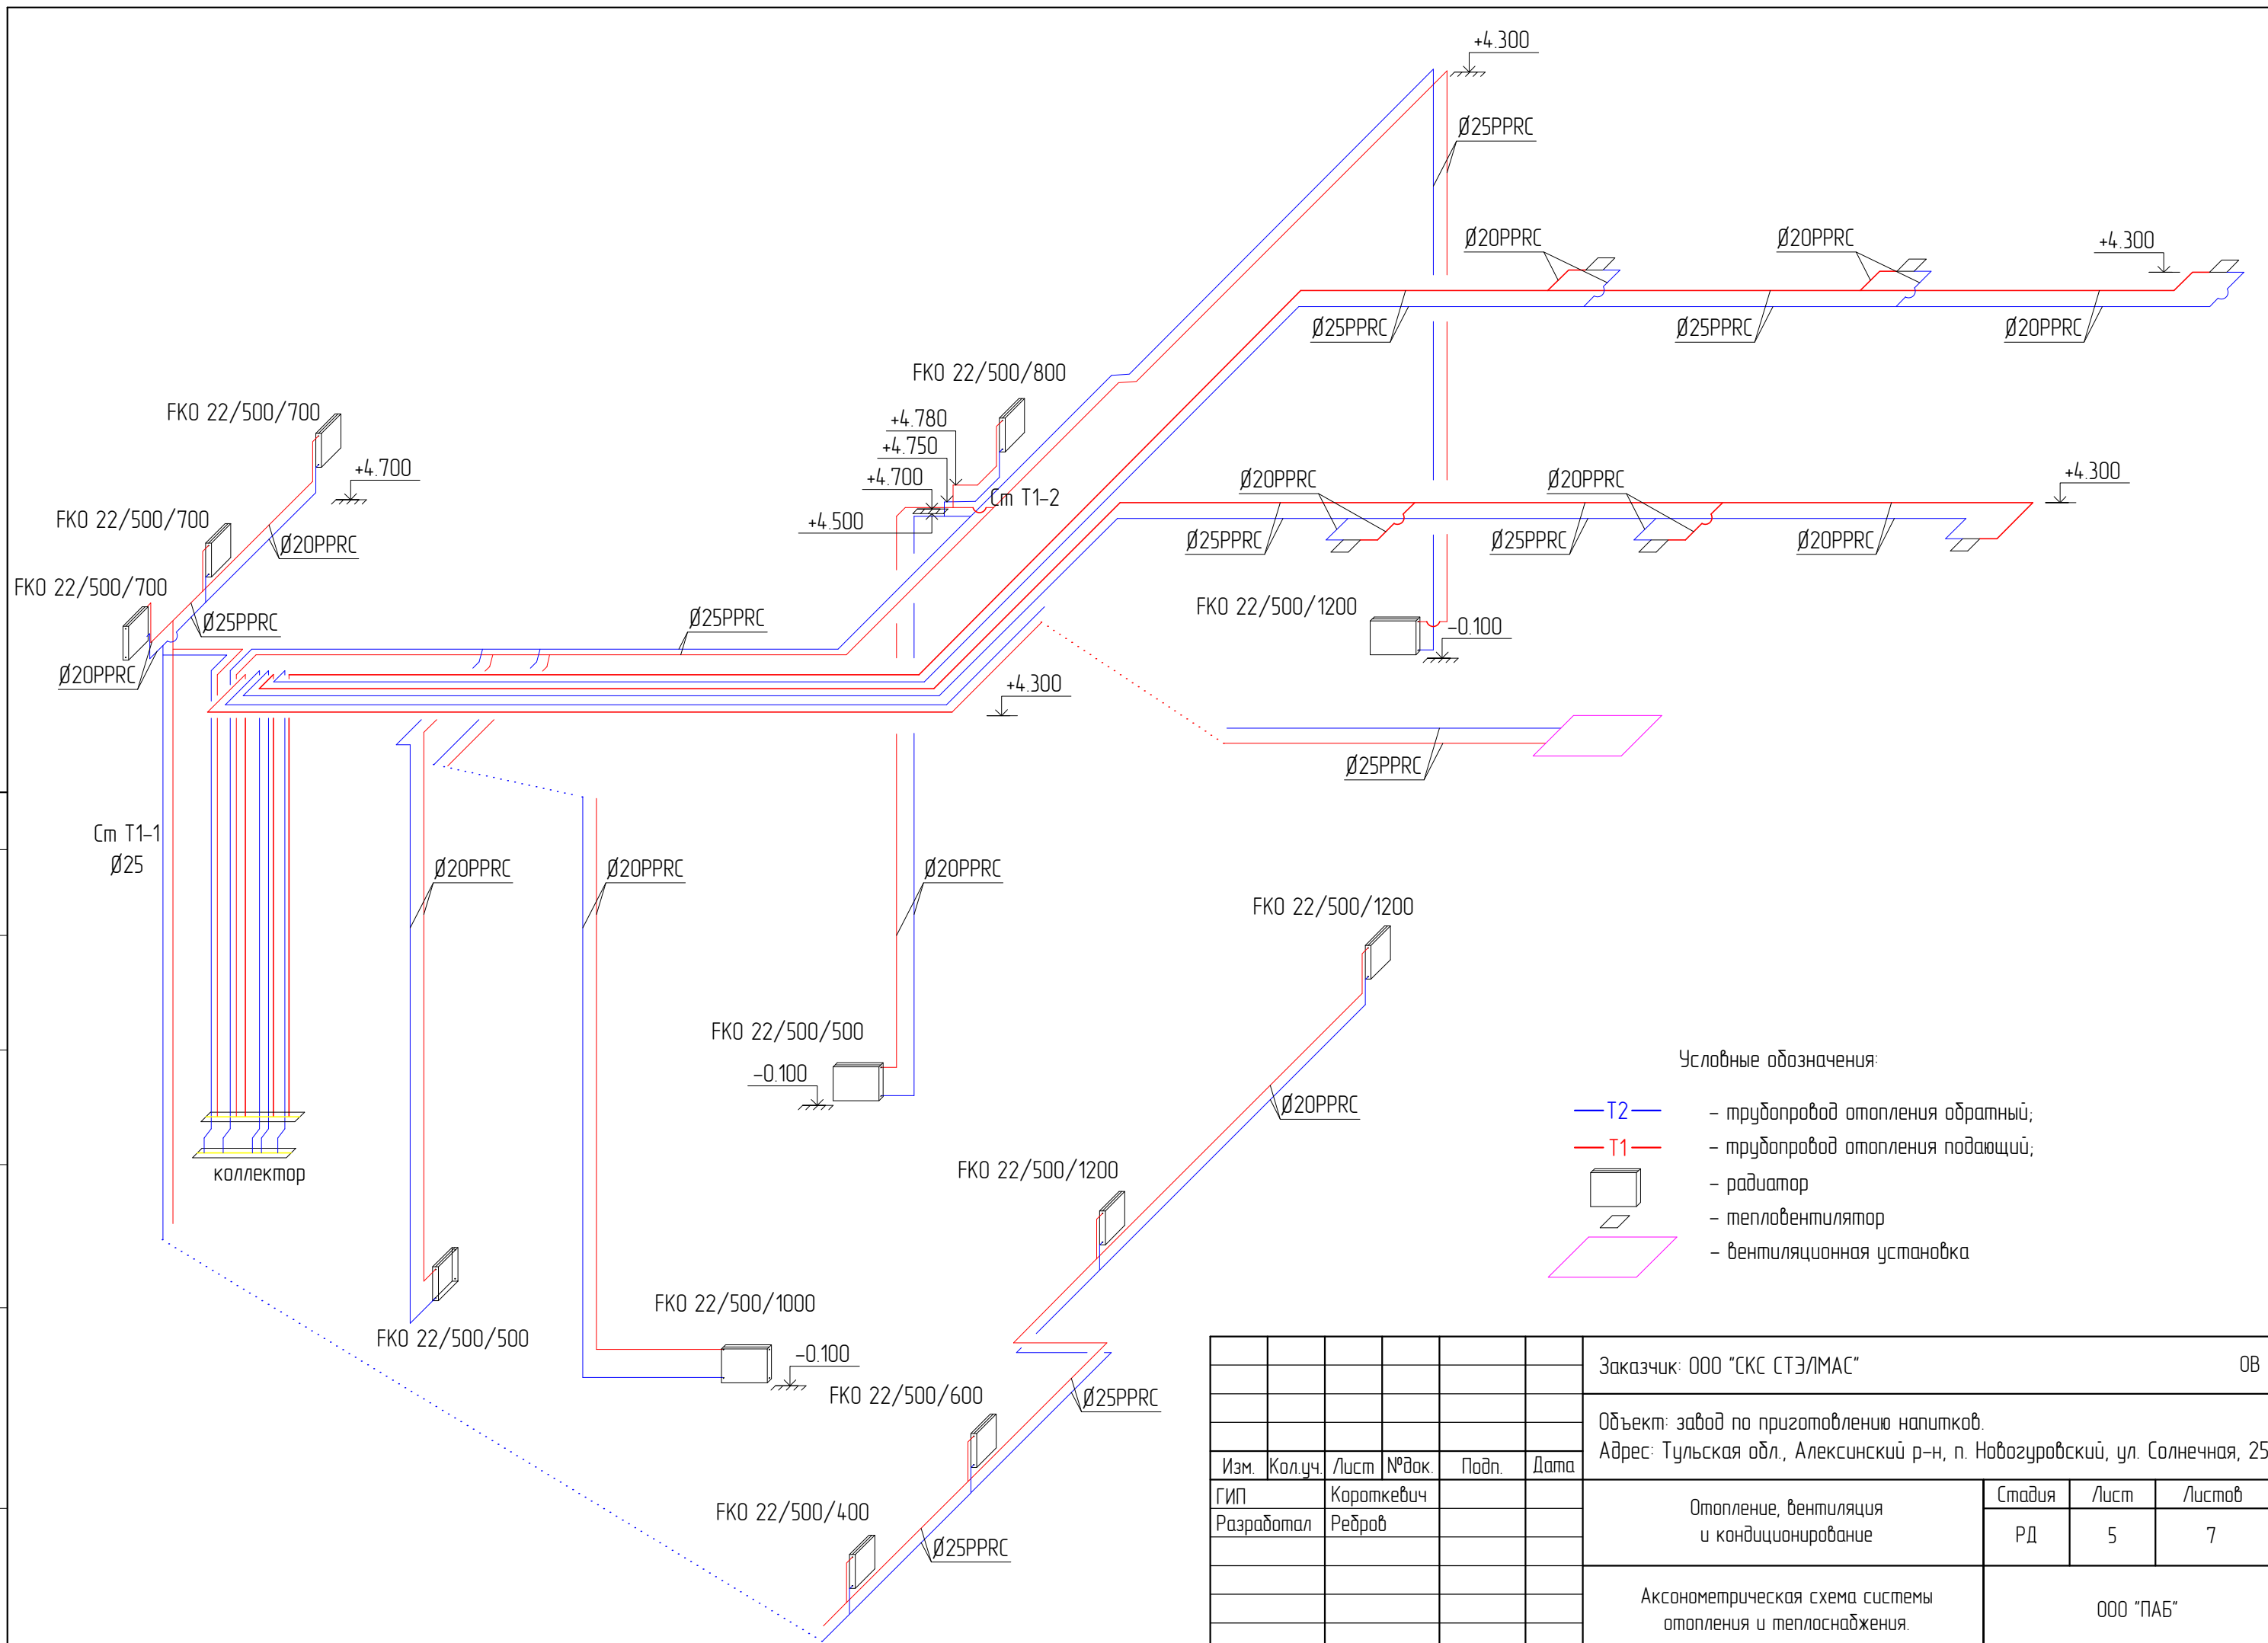 +4.300
Ø25PPRC
Ø20PPRC
Ø20PPRC
+4.300
Ø25PPRC
Ø25PPRC
Ø20PPRC
FKO 22/500/800
FKO 22/500/700
+4.780
+4.750
+4.700
+4.700
Ст Т1-2
+4.500
Ø20PPRC
Ø20PPRC
+4.300
FKO 22/500/700
Ø20PPRC
Ø25PPRC
Ø25PPRC
Ø20PPRC
FKO 22/500/700
Ø25PPRC
Ø25PPRC
FKO 22/500/1200
-0.100
Ø20PPRC
+4.300
Ø25PPRC
Ст Т1-1
Ø25
Ø20PPRC
Ø20PPRC
Ø20PPRC
FKO 22/500/1200
FKO 22/500/500
-0.100
Ø20PPRC
коллектор
FKO 22/500/1200
FKO 22/500/1000
FKO 22/500/500
-0.100
FKO 22/500/600
Ø25PPRC
FKO 22/500/400
Ø25PPRC
Условные обозначения:
Т2 - трубопровод отопления обратный;
Т1 - трубопровод отопления подающий;
- радиатор
- тепловентилятор
- вентиляционная установка
Заказчик: ООО "СКС СТЭЛМАС" ОВ
Объект: завод по приготовлению напитков.
Адрес: Тульская обл., Алексинский р-н, п. Новогуровский, ул. Солнечная, 25
Изм. Кол.уч. Лист №док. Подп. Дата
ГИП Короткевич
Разработал Ребров
Отопление, вентиляция
и кондиционирование
Стадия Лист Листов
РД 5 7
Аксонометрическая схема системы
отопления и теплоснабжения.
ООО "ПАБ"